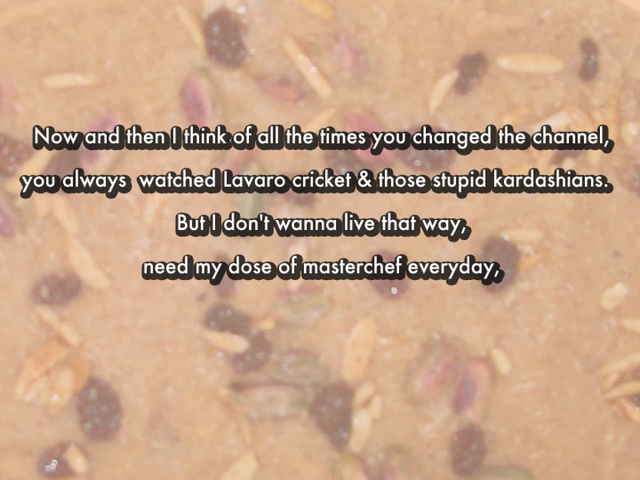 Now and then I think of all the times you changed the channel,
you always watched Lavaro cricket & those stupid kardashians.
But I don't wanna live that way,
need my dose of masterchef everyday,